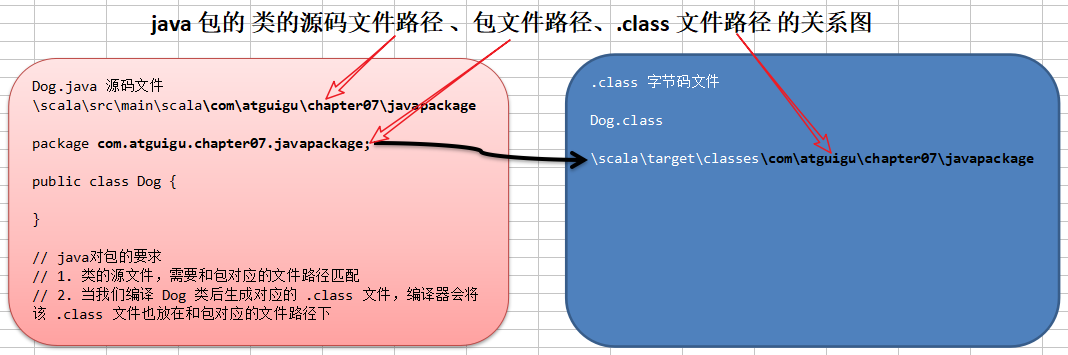 java 包的 类的源码文件路径 、包文件路径、.class 文件路径 的关系图
Dog.java 源码文件
\scala\src\main\scala\com\atguigu\chapter07\javapackage
package com.atguigu.chapter07.javapackage;
public class Dog {
}
// java对包的要求
// 1. 类的源文件，需要和包对应的文件路径匹配
// 2. 当我们编译 Dog 类后生成对应的 .class 文件，编译器会将
该 .class 文件也放在和包对应的文件路径下
.class 字节码文件
Dog.class
\scala\target\classes\com\atguigu\chapter07\javapackage